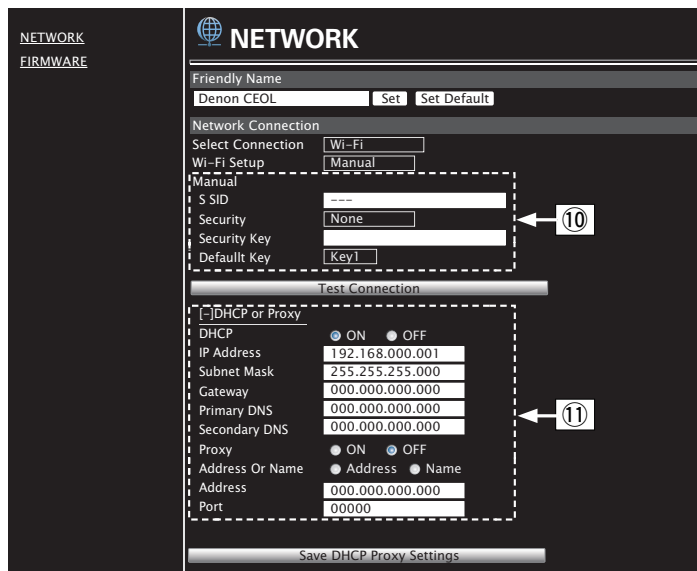 NETWORK
FIRMWARE
NETWORK
Friendly Name
Denon CEOL Set Set Default
Network Connection
Select Connection Wi-Fi
Wi-Fi Setup Manual
Manual
S SID ---
Security None
Security Key
Defaullt Key Key1
⑩
Test Connection
[-]DHCP or Proxy
DHCP ON OFF
IP Address 192.168.000.001
Subnet Mask 255.255.255.000
Gateway 000.000.000.000
Primary DNS 000.000.000.000
Secondary DNS 000.000.000.000
⑪
Proxy ON OFF
Address Or Name Address Name
Address 000.000.000.000
Port 00000
Save DHCP Proxy Settings